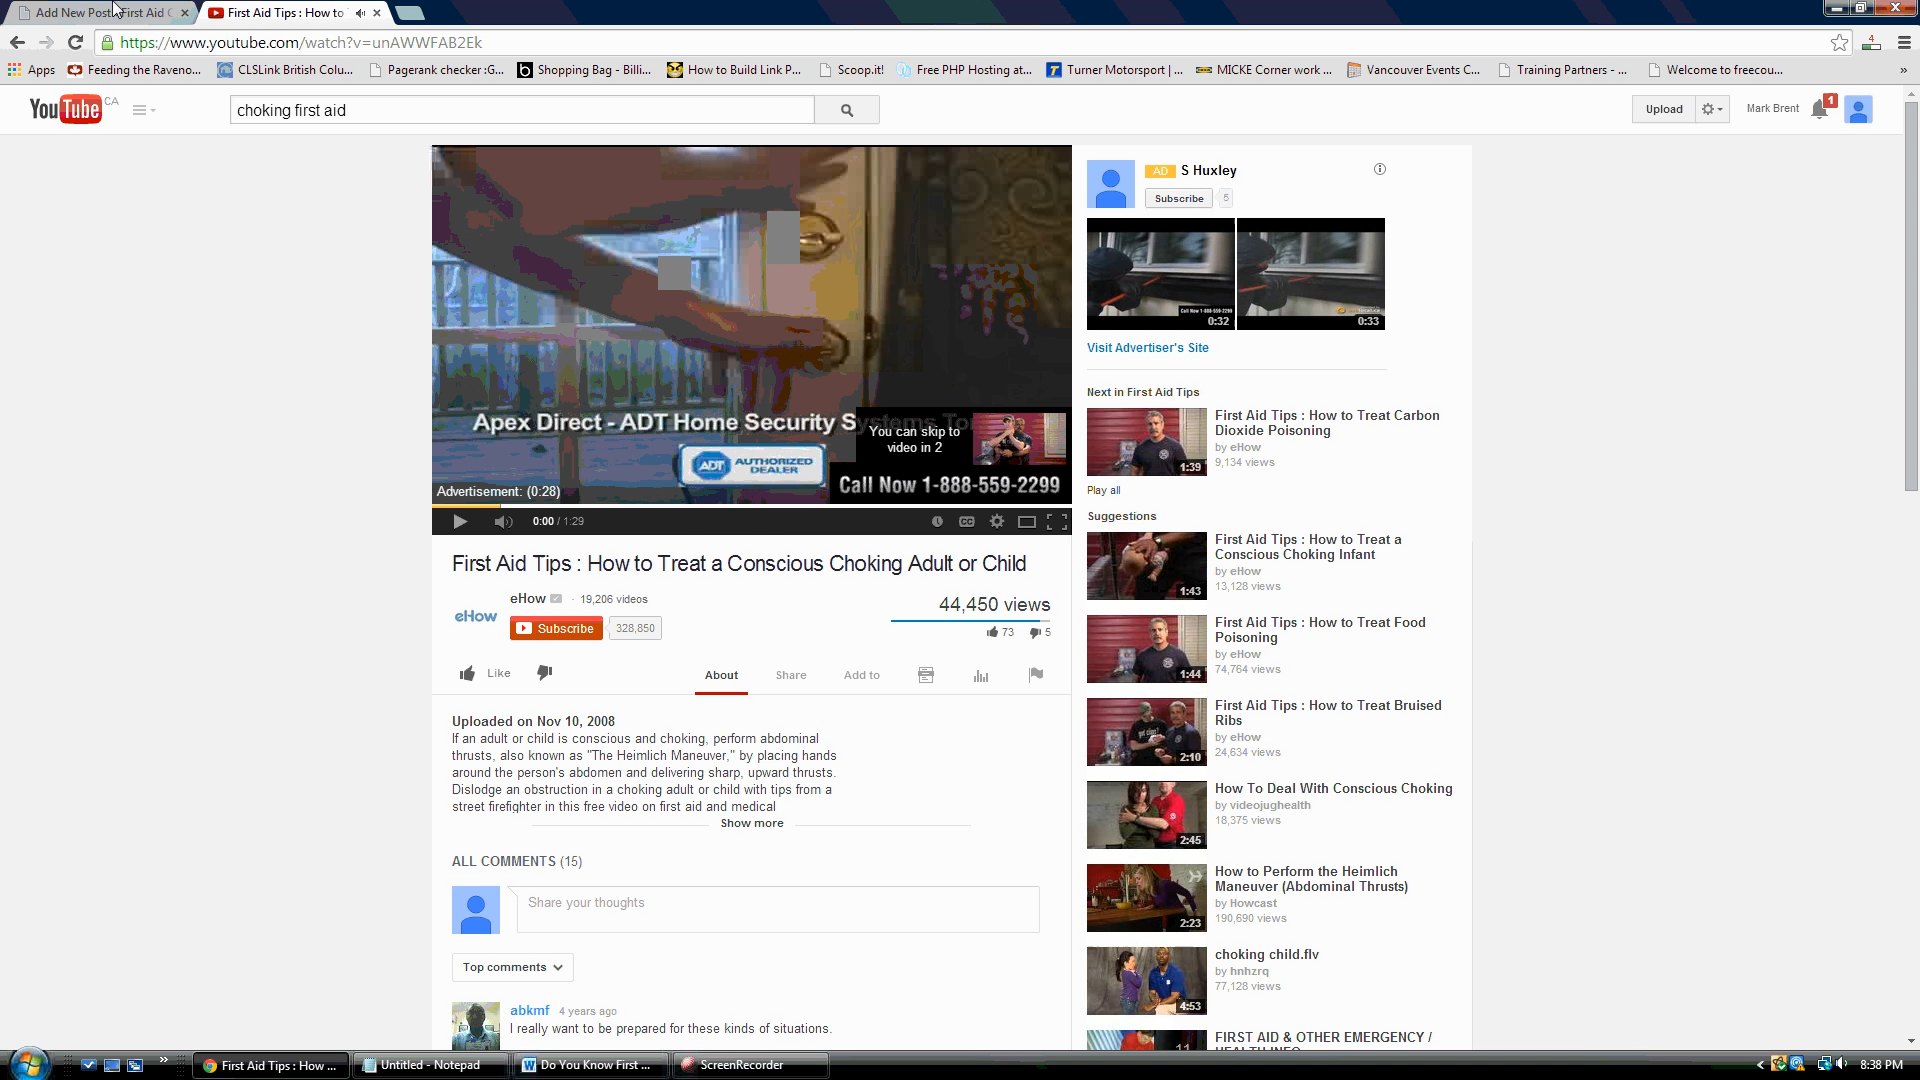 Add New Post First Aid
First Aid Tips : How to
https://www.youtube.com/watch?v=unAWWFAB2Ek
4
Apps
Feeding the Raveno...
CLSLink British Colu...
Pagerank checker :G...
Shopping Bag - Billi...
How to Build Link P...
Scoop.it!
Free PHP Hosting at...
Turner Motorsport | ...
MICKE Corner work ...
Vancouver Events C...
Training Partners - ...
Welcome to freecou...
»
YouTube CA
choking first aid
Upload
Mark Brent
1
Apex Direct - ADT Home Security Systems
You can skip to
video in 2
ADT AUTHORIZED
DEALER
Call Now 1-888-559-2299
Advertisement: (0:28)
0:00 / 1:29
CC
First Aid Tips : How to Treat a Conscious Choking Adult or Child
eHow
eHow · 19,206 videos
Subscribe 328,850
44,450 views
73 5
Like
About
Share
Add to
Uploaded on Nov 10, 2008
If an adult or child is conscious and choking, perform abdominal
thrusts, also known as "The Heimlich Maneuver," by placing hands
around the person's abdomen and delivering sharp, upward thrusts.
Dislodge an obstruction in a choking adult or child with tips from a
street firefighter in this free video on first aid and medical
Show more
ALL COMMENTS (15)
Share your thoughts
Top comments
abkmf 4 years ago
I really want to be prepared for these kinds of situations.
AD S Huxley
Subscribe 5
Call Now 1-888-559-2299
0:32
0:33
Visit Advertiser's Site
Next in First Aid Tips
First Aid Tips : How to Treat Carbon
Dioxide Poisoning
by eHow
9,134 views
1:39
Play all
Suggestions
First Aid Tips : How to Treat a
Conscious Choking Infant
by eHow
13,128 views
1:43
First Aid Tips : How to Treat Food
Poisoning
by eHow
74,764 views
1:44
First Aid Tips : How to Treat Bruised
Ribs
by eHow
24,634 views
2:10
How To Deal With Conscious Choking
by videojughealth
18,375 views
2:45
How to Perform the Heimlich
Maneuver (Abdominal Thrusts)
by Howcast
190,690 views
2:23
choking child.flv
by hnhzrq
77,128 views
4:53
FIRST AID & OTHER EMERGENCY /
HEALTH INFO
»
First Aid Tips : How ...
Untitled - Notepad
Do You Know First ...
ScreenRecorder
8:38 PM